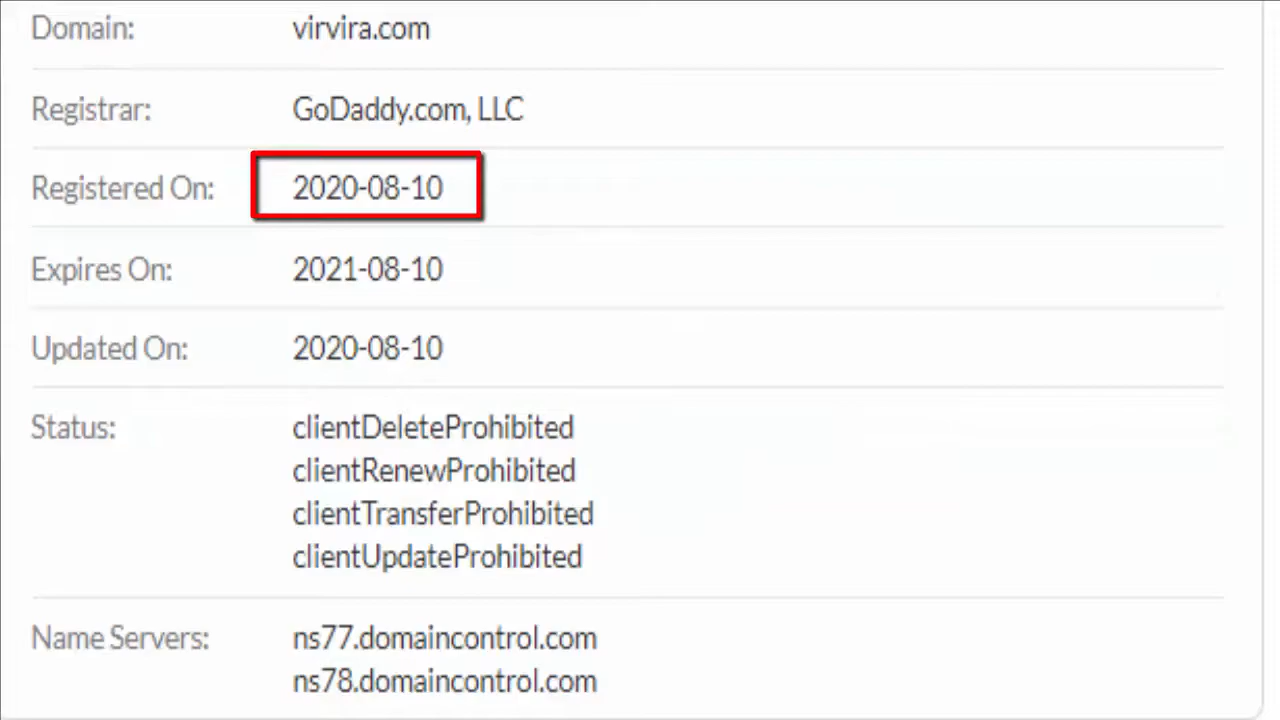 Domain: virvira.com
Registrar: GoDaddy.com, LLC
Registered On: 2020-08-10
Expires On: 2021-08-10
Updated On: 2020-08-10
Status: clientDeleteProhibited
clientRenewProhibited
clientTransferProhibited
clientUpdateProhibited
Name Servers: ns77.domaincontrol.com
ns78.domaincontrol.com